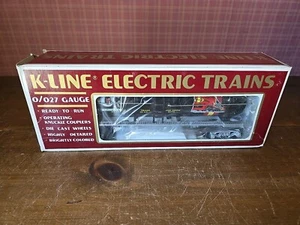 K-LINE® ELECTRIC TRAINS
O/O27 GAUGE
• READY TO RUN
• OPERATING
KNUCKLE COUPLERS
• DIE CAST WHEELS
• HIGHLY DETAILED
BRIGHTLY COLORED